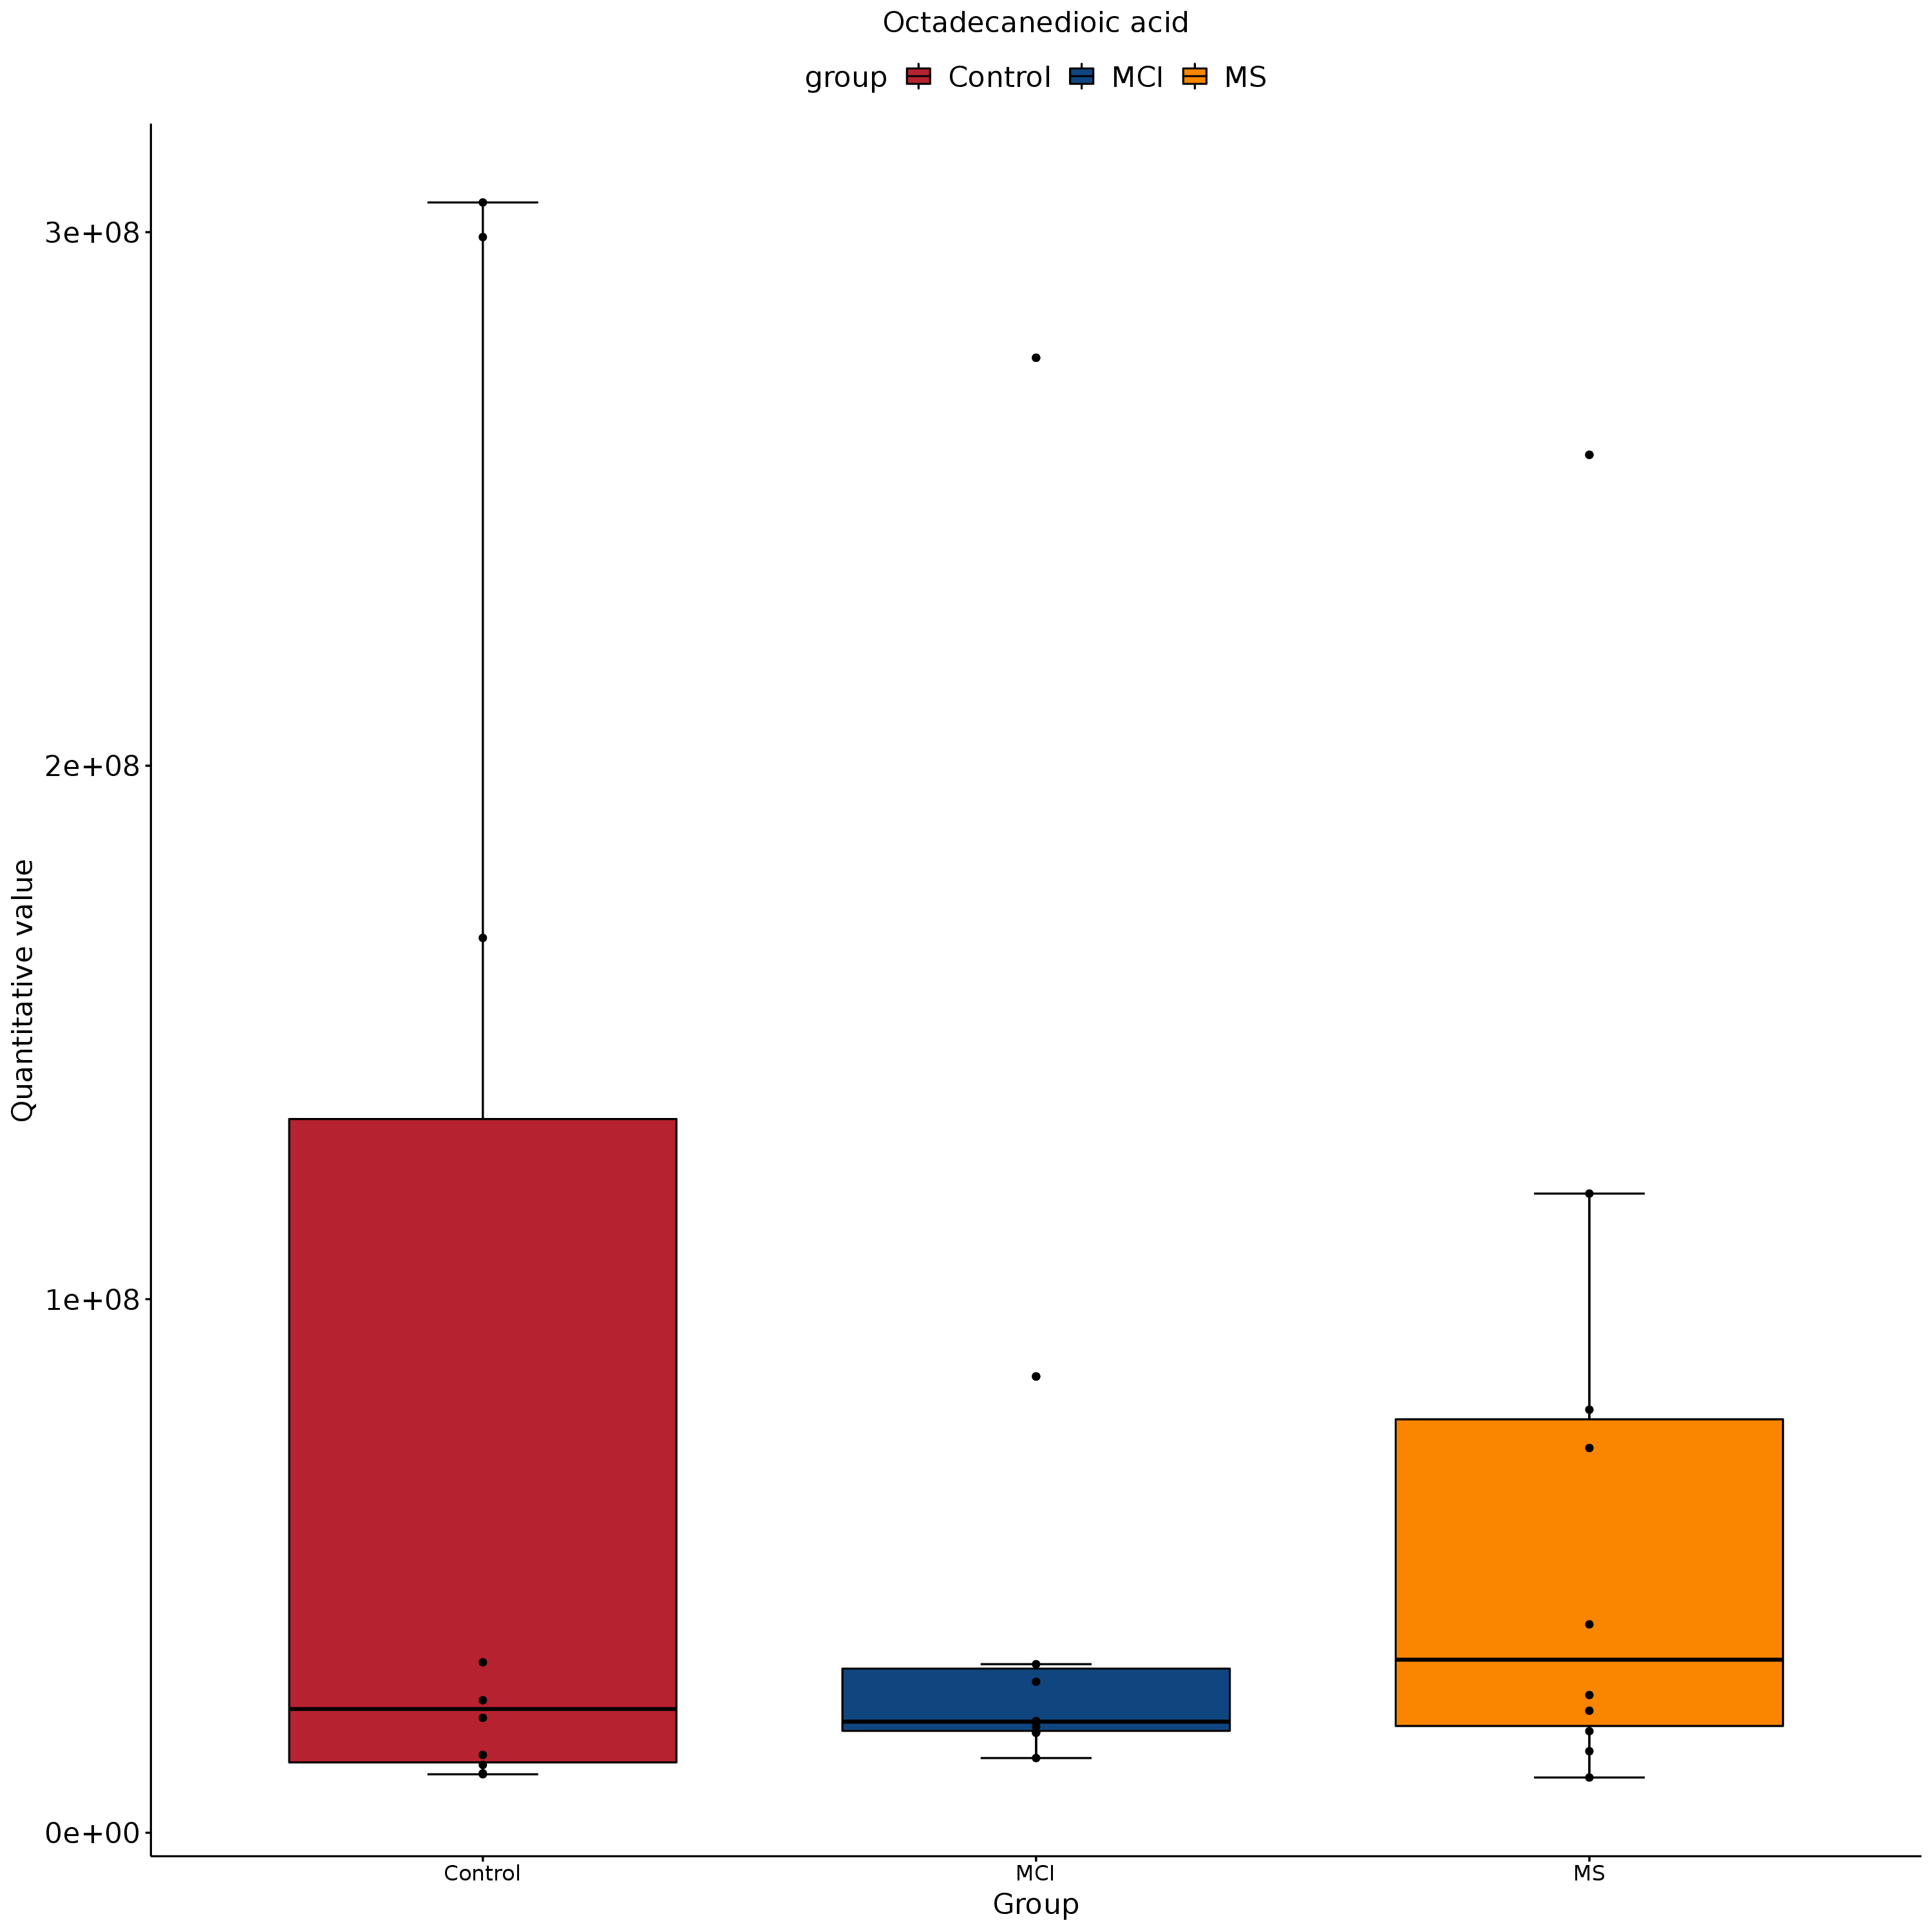 Octadecanedioic acid
group Control MCI MS
3e+08
2e+08
1e+08
0e+00
Quantitative value
Control MCI MS
Group